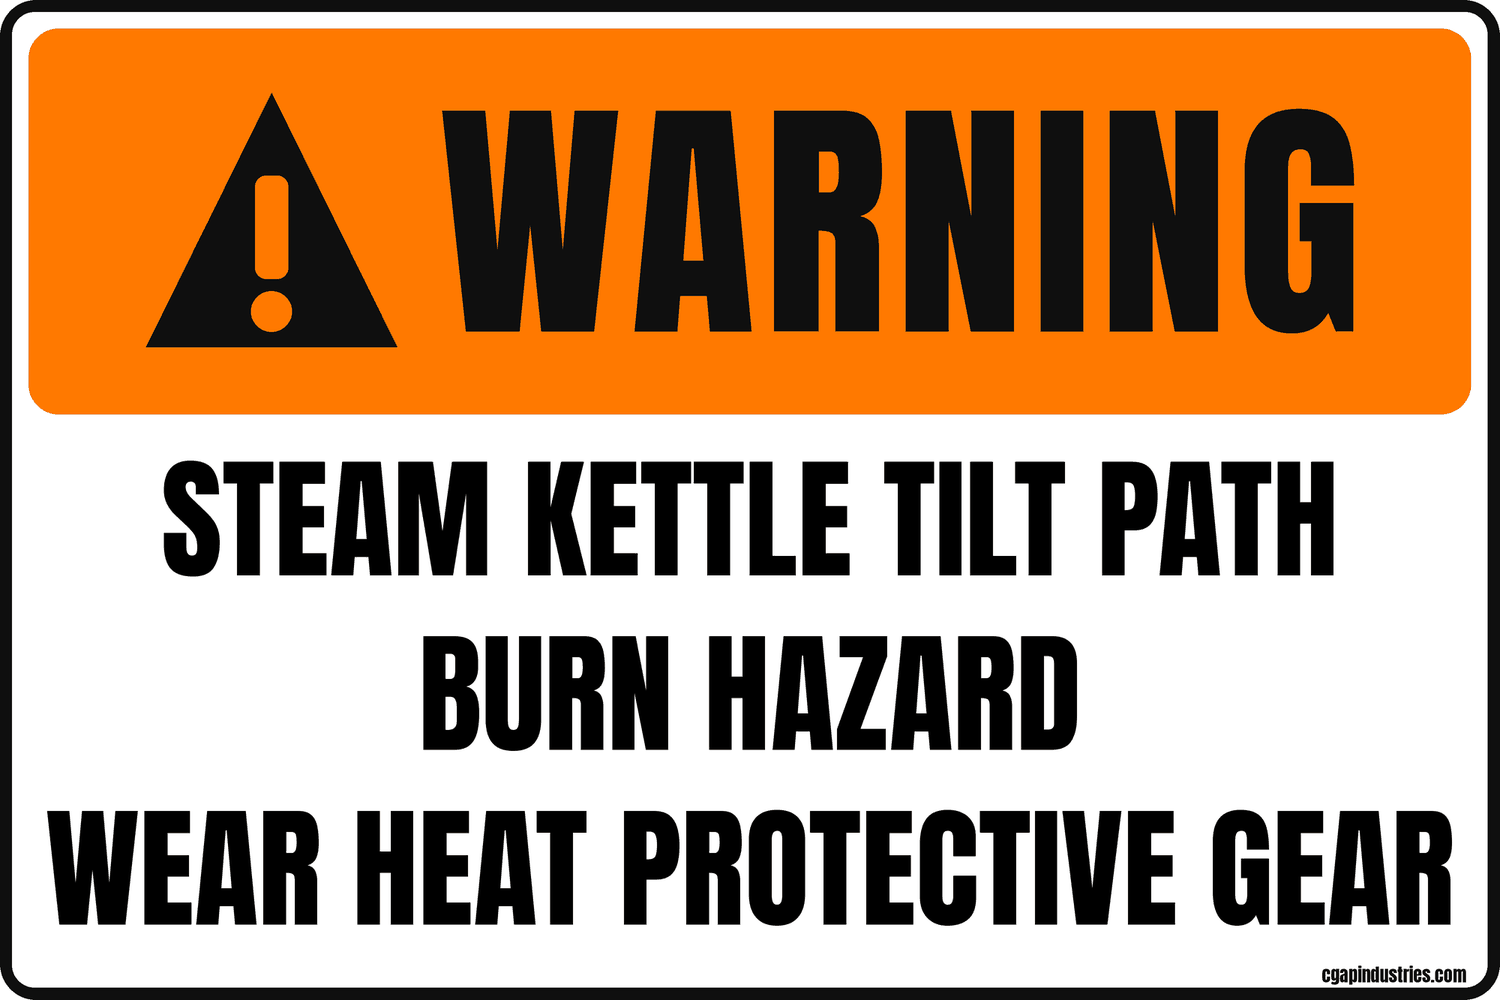 WARNING
STEAM KETTLE TILT PATH
BURN HAZARD
WEAR HEAT PROTECTIVE GEAR
cgapindustries.com